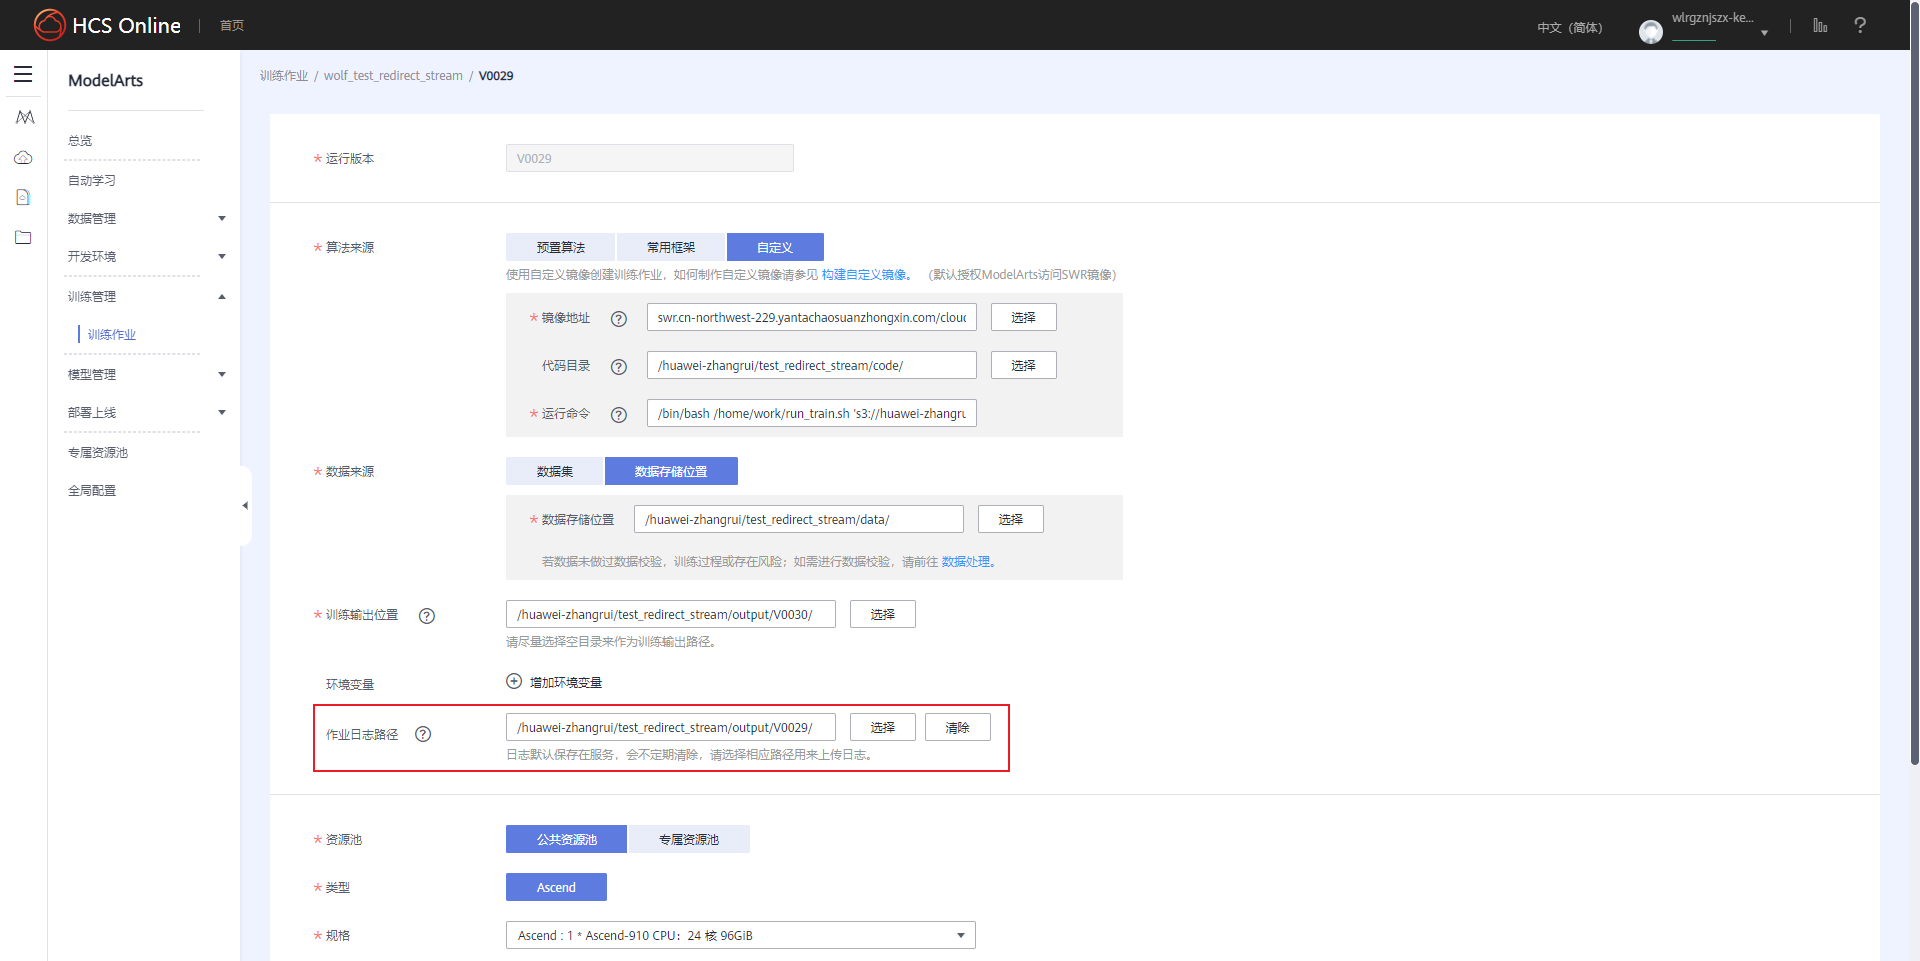 HCS Online
首页
中文（简体）
wlrgznjszx-ke...
ModelArts
总览
自动学习
数据管理
开发环境
训练管理
训练作业
模型管理
部署上线
专属资源池
全局配置
训练作业 / wolf_test_redirect_stream / V0029
* 运行版本
V0029
* 算法来源
预置算法 常用框架 自定义
使用自定义镜像创建训练作业，如何制作自定义镜像请参见 构建自定义镜像。 （默认授权ModelArts访问SWR镜像）
* 镜像地址 ? swr.cn-northwest-229.yantachaosuanzhongxin.com/cloud 选择
代码目录 ? /huawei-zhangrui/test_redirect_stream/code/ 选择
* 运行命令 ? /bin/bash /home/work/run_train.sh 's3://huawei-zhangru
* 数据来源
数据集 数据存储位置
* 数据存储位置 /huawei-zhangrui/test_redirect_stream/data/ 选择
若数据未做过数据校验，训练过程或存在风险；如需进行数据校验，请前往 数据处理。
* 训练输出位置 ? /huawei-zhangrui/test_redirect_stream/output/V0030/ 选择
请尽量选择空目录来作为训练输出路径。
环境变量
增加环境变量
作业日志路径 ? /huawei-zhangrui/test_redirect_stream/output/V0029/ 选择 清除
日志默认保存在服务，会不定期清除，请选择相应路径用来上传日志。
* 资源池
公共资源池 专属资源池
* 类型
Ascend
* 规格
Ascend : 1 * Ascend-910 CPU：24 核 96GiB